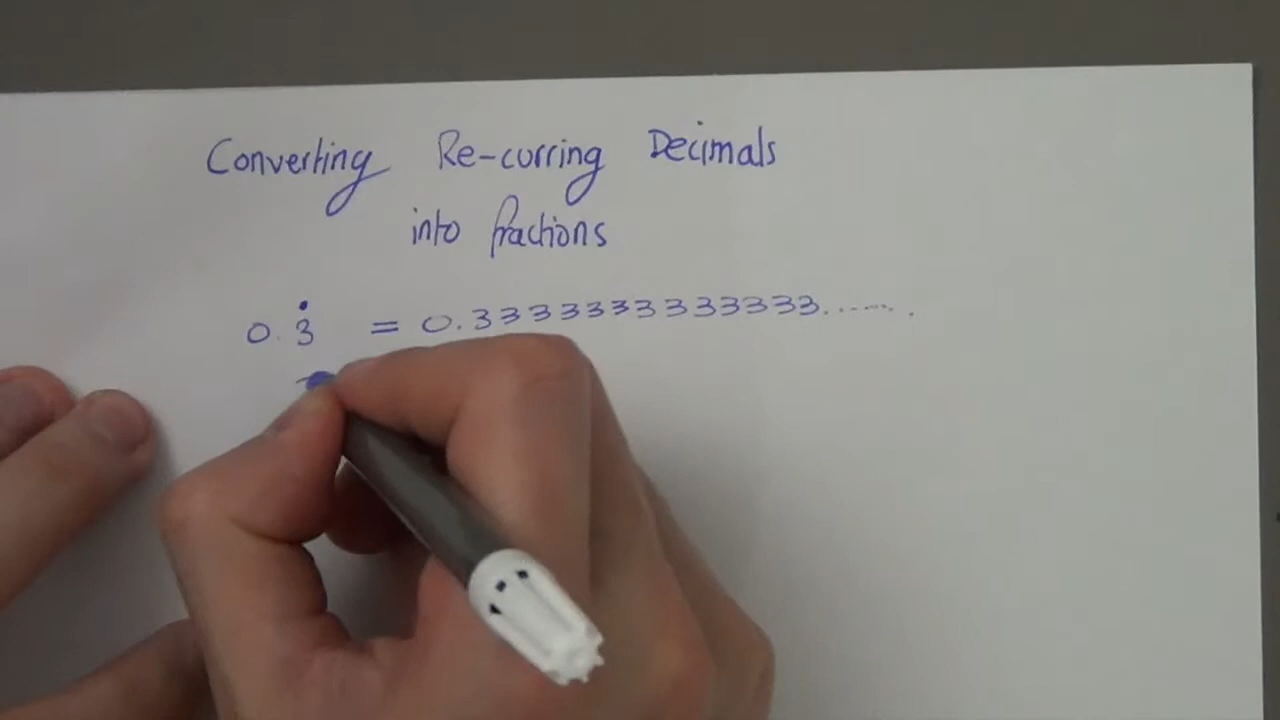 Converting Re-curring Decimals
into fractions
0.3̇ = 0.3333333333333.......